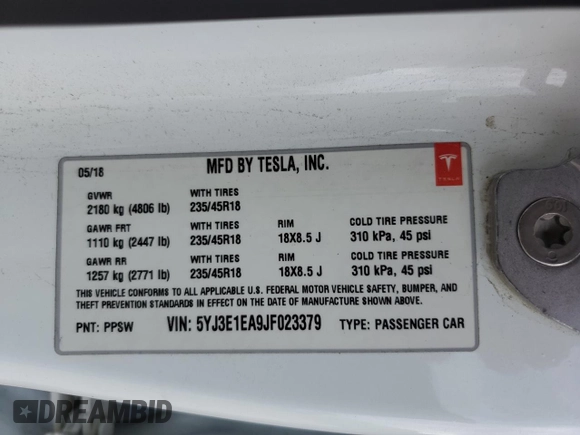 05/18 MFD BY TESLA, INC.
TESLA
GVWR WITH TIRES
2180 kg (4806 lb) 235/45R18
GAWR FRT WITH TIRES RIM COLD TIRE PRESSURE
1110 kg (2447 lb) 235/45R18 18X8.5 J 310 kPa, 45 psi
GAWR RR WITH TIRES RIM COLD TIRE PRESSURE
1257 kg (2771 lb) 235/45R18 18X8.5 J 310 kPa, 45 psi
THIS VEHICLE CONFORMS TO ALL APPLICABLE U.S. FEDERAL MOTOR VEHICLE SAFETY, BUMPER, AND
THEFT PREVENTION STANDARDS IN EFFECT ON THE DATE OF MANUFACTURE SHOWN ABOVE.
PNT: PPSW VIN: 5YJ3E1EA9JF023379 TYPE: PASSENGER CAR
DREAMBID